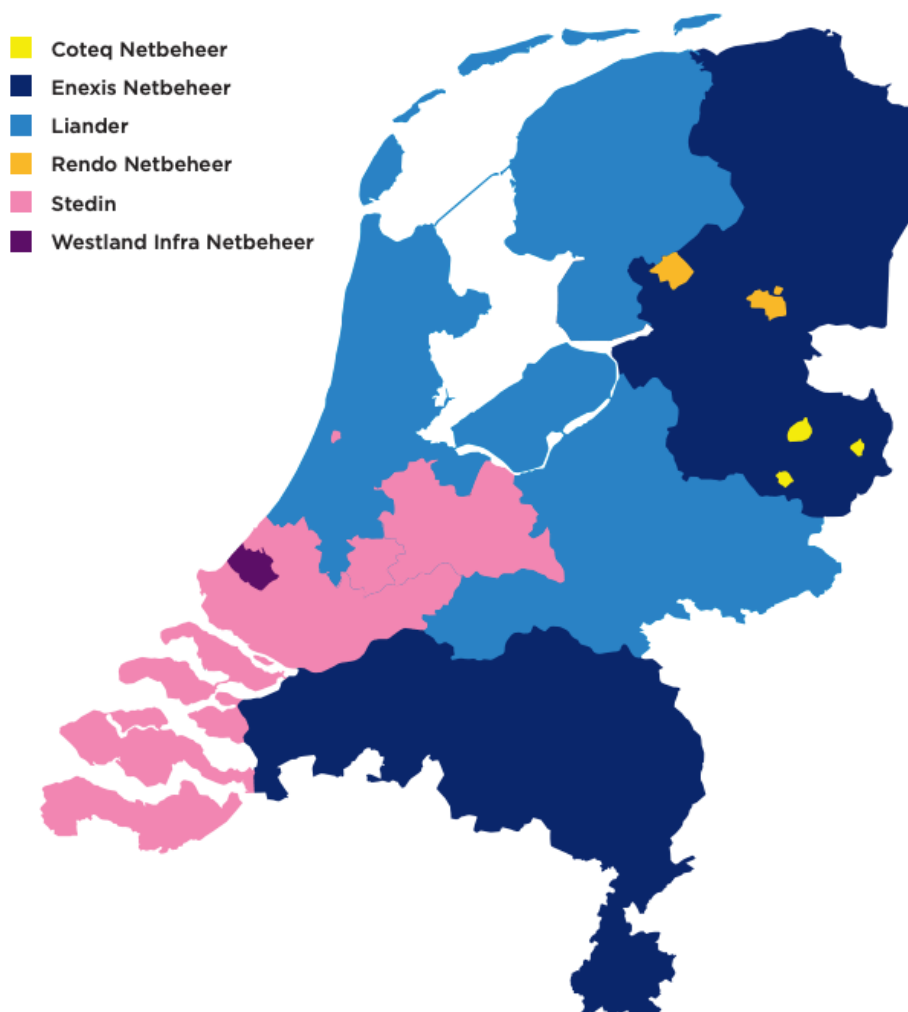 Coteq Netbeheer
Enexis Netbeheer
Liander
Rendo Netbeheer
Stedin
Westland Infra Netbeheer